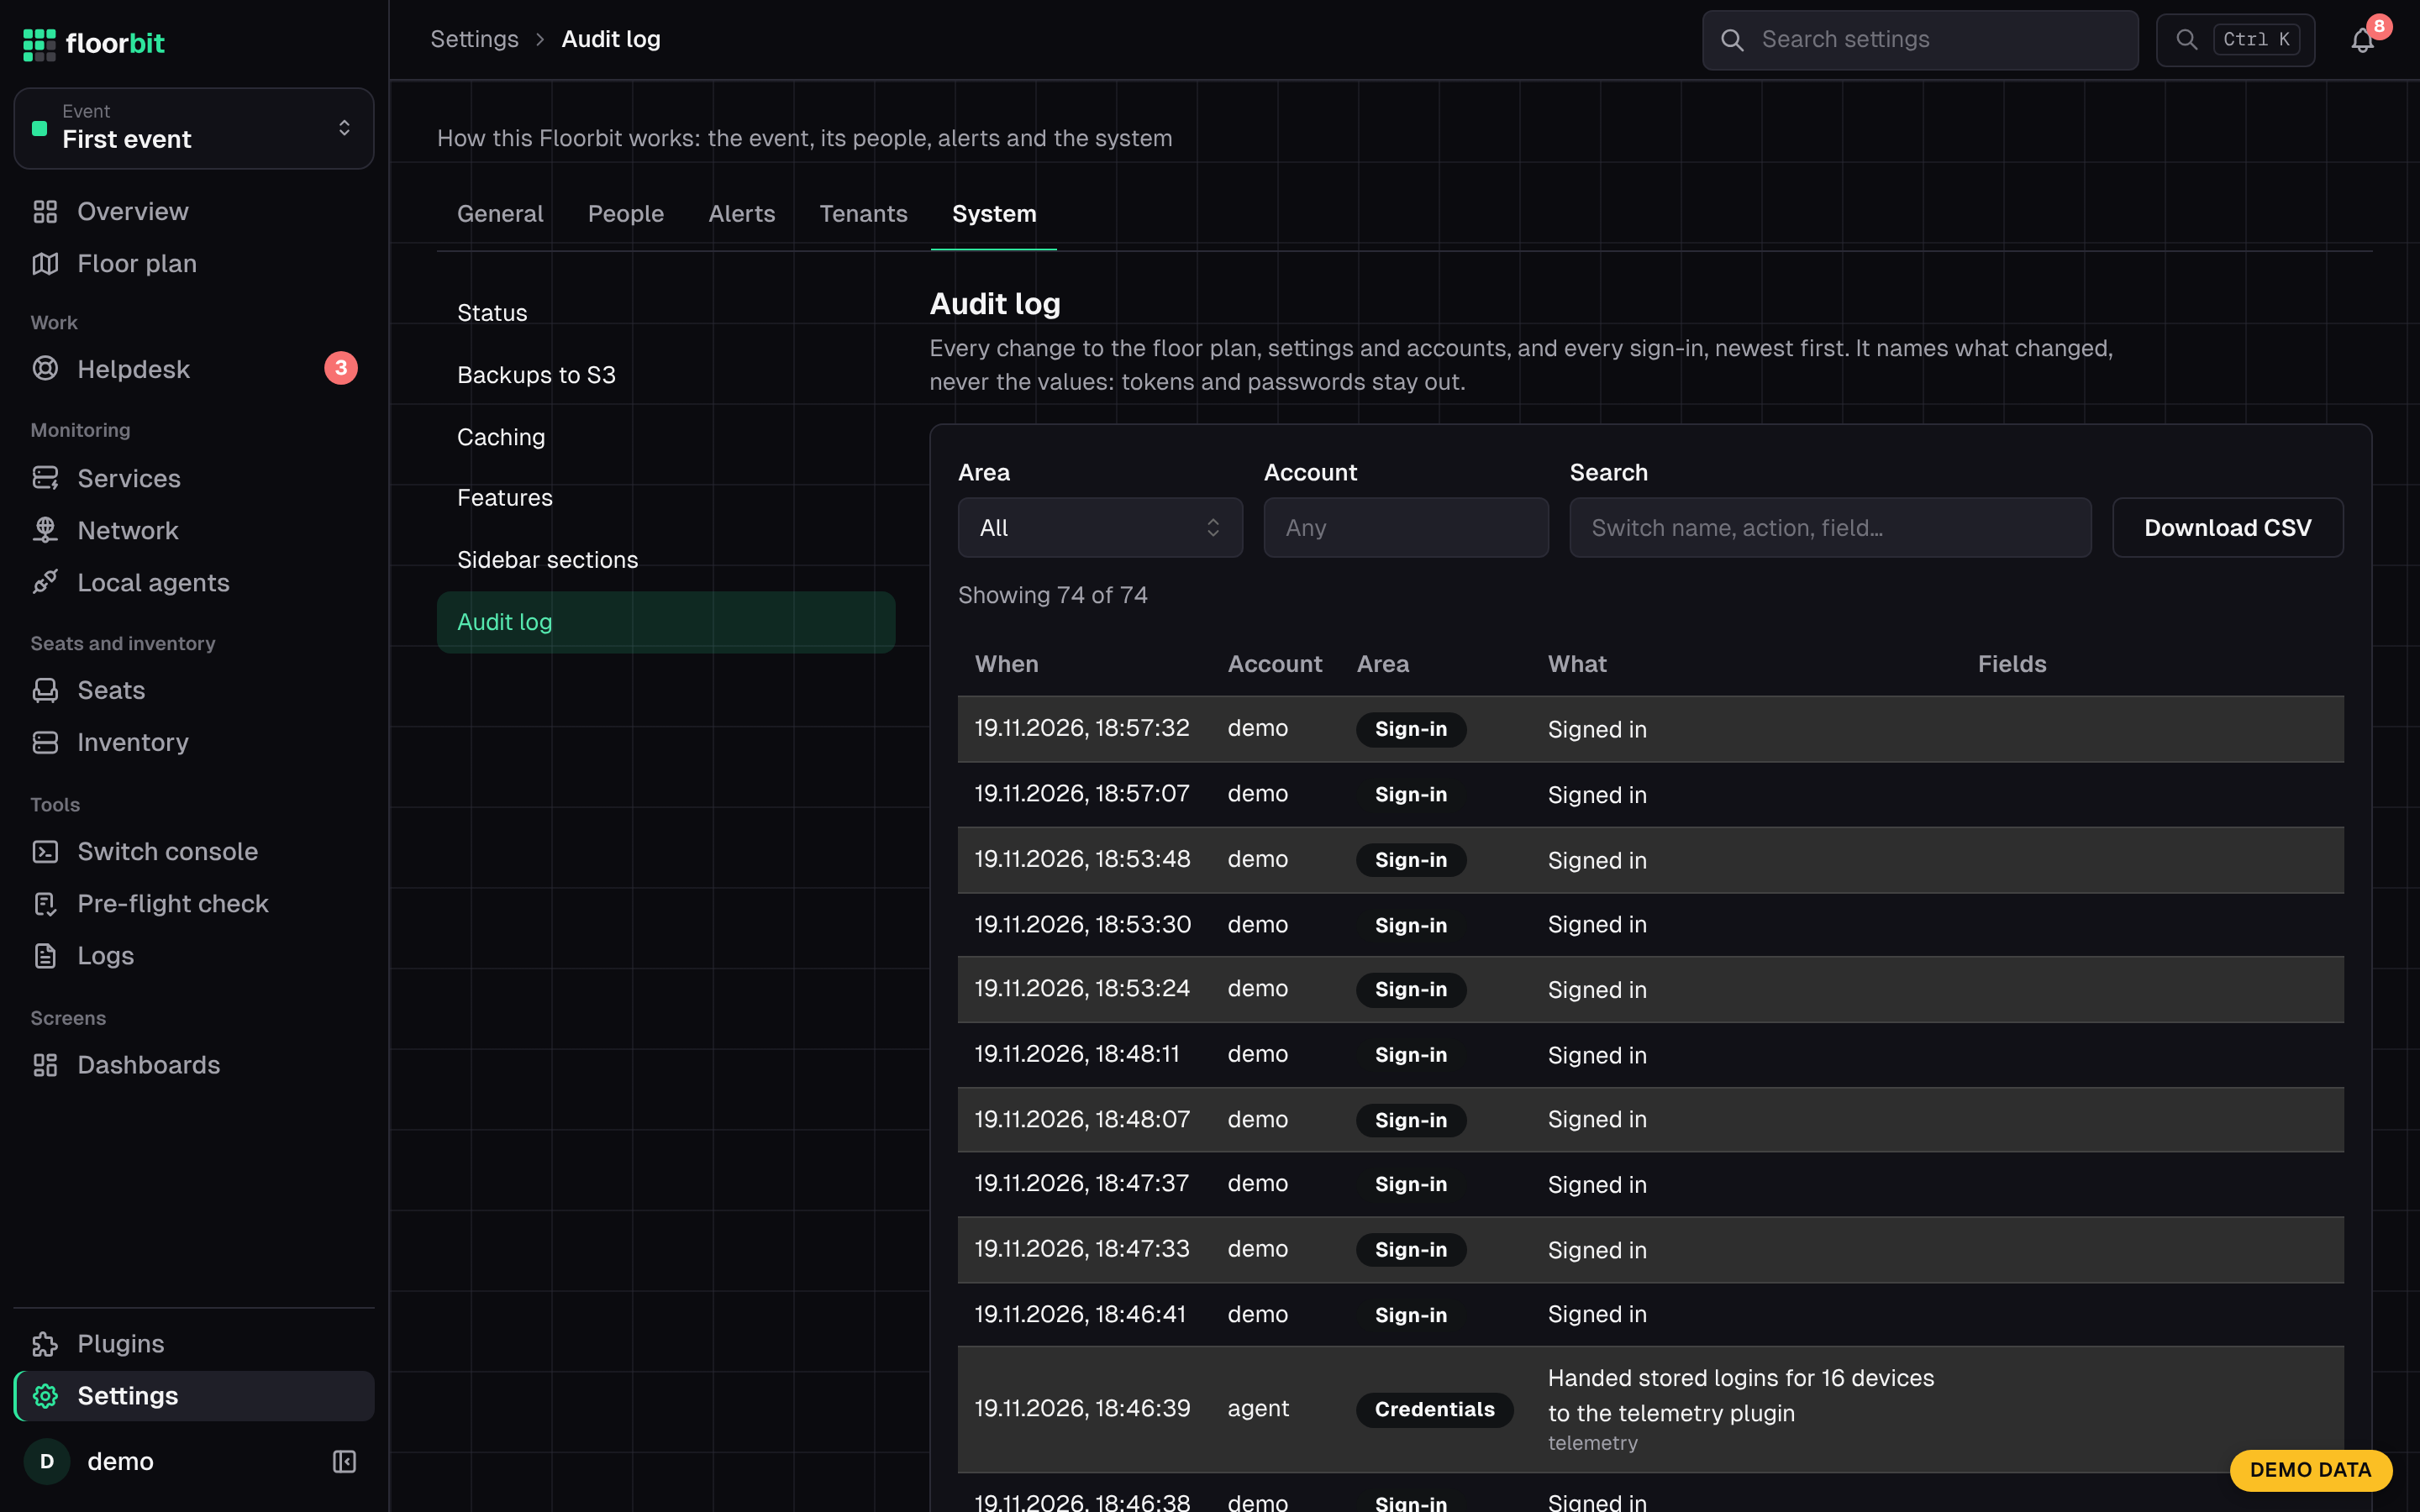 floorbit
Event
First event
Overview
Floor plan
Work
Helpdesk 3
Monitoring
Services
Network
Local agents
Seats and inventory
Seats
Inventory
Tools
Switch console
Pre-flight check
Logs
Screens
Dashboards
Plugins
Settings
D demo
Settings > Audit log
Search settings
Ctrl K
8
How this Floorbit works: the event, its people, alerts and the system
General People Alerts Tenants System
Status
Backups to S3
Caching
Features
Sidebar sections
Audit log
Audit log
Every change to the floor plan, settings and accounts, and every sign-in, newest first. It names what changed,
never the values: tokens and passwords stay out.
Area Account Search
All Any Switch name, action, field... Download CSV
Showing 74 of 74
When Account Area What Fields
19.11.2026, 18:57:32 demo Sign-in Signed in
19.11.2026, 18:57:07 demo Sign-in Signed in
19.11.2026, 18:53:48 demo Sign-in Signed in
19.11.2026, 18:53:30 demo Sign-in Signed in
19.11.2026, 18:53:24 demo Sign-in Signed in
19.11.2026, 18:48:11 demo Sign-in Signed in
19.11.2026, 18:48:07 demo Sign-in Signed in
19.11.2026, 18:47:37 demo Sign-in Signed in
19.11.2026, 18:47:33 demo Sign-in Signed in
19.11.2026, 18:46:41 demo Sign-in Signed in
19.11.2026, 18:46:39 agent Credentials Handed stored logins for 16 devices
to the telemetry plugin
telemetry
19.11.2026, 18:46:38 demo Sign-in Signed in
DEMO DATA